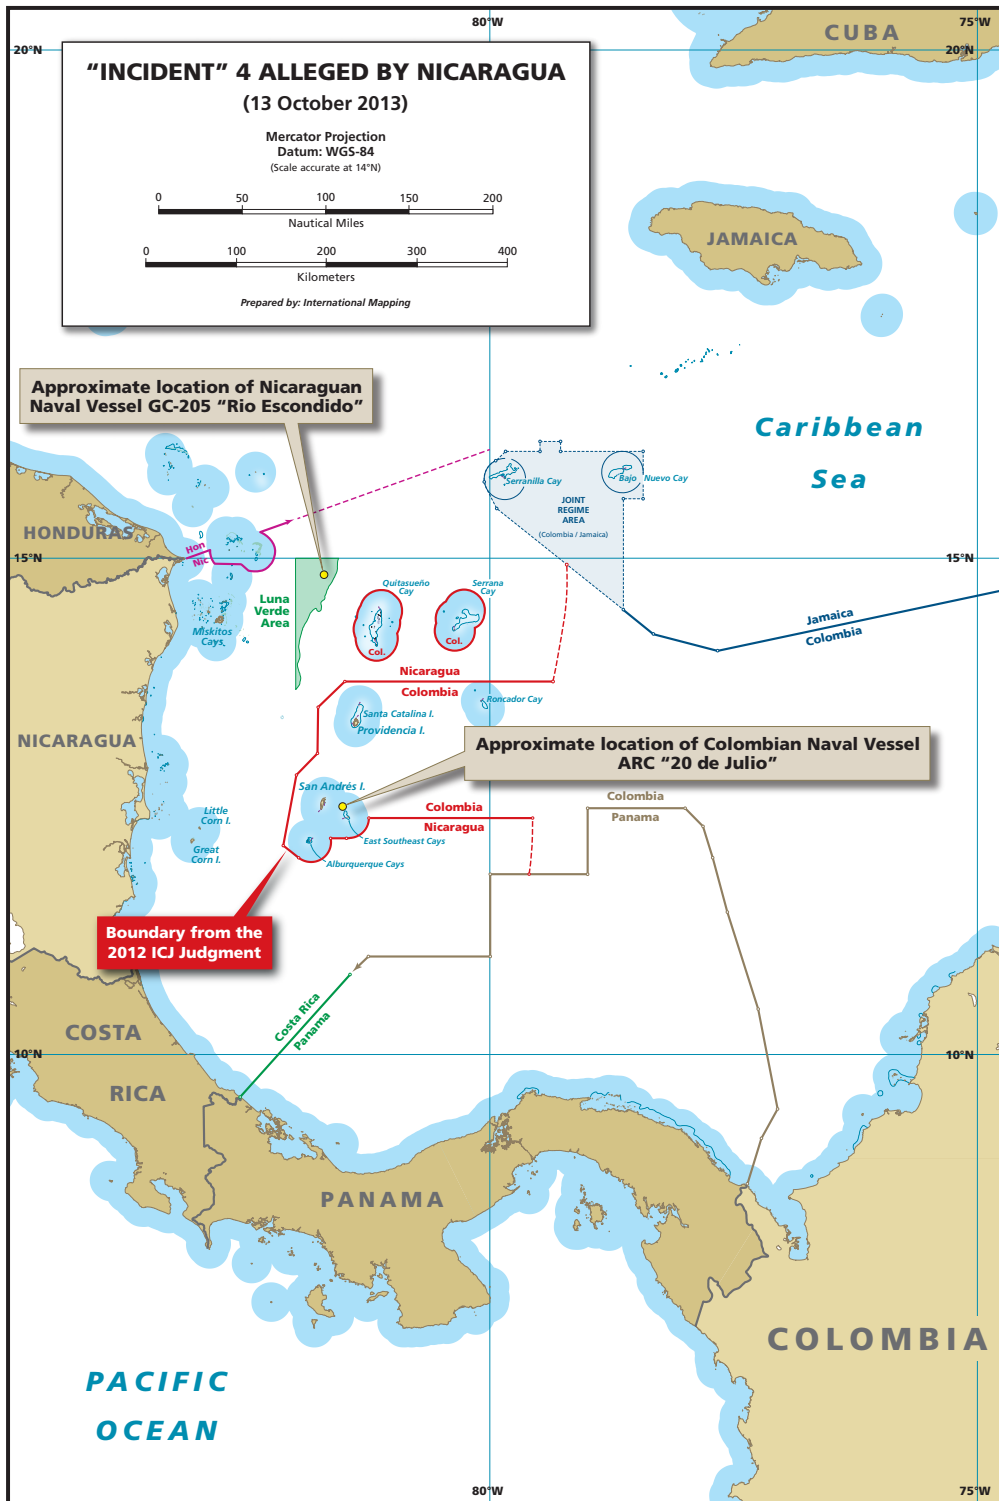 80°W
75°W
20°N
20°N
CUBA
“INCIDENT” 4 ALLEGED BY NICARAGUA
(13 October 2013)
Mercator Projection
Datum: WGS-84
(Scale accurate at 14°N)
0 50 100 150 200
Nautical Miles
0 100 200 300 400
Kilometers
Prepared by: International Mapping
JAMAICA
Approximate location of Nicaraguan
Naval Vessel GC-205 “Rio Escondido”
Caribbean
Sea
Serranilla Cay
Bajo Nuevo Cay
JOINT
REGIME
AREA
(Colombia / Jamaica)
HONDURAS
Hon
Nic
15°N
15°N
Luna
Verde
Area
Quitasueño
Cay
Col.
Serrana
Cay
Col.
Miskitos
Cays
Jamaica
Colombia
Nicaragua
Colombia
Roncador Cay
Santa Catalina I.
Providencia I.
NICARAGUA
Approximate location of Colombian Naval Vessel
ARC “20 de Julio”
San Andrés I.
Colombia
Nicaragua
Colombia
Panama
Little
Corn I.
Great
Corn I.
East Southeast Cays
Alburquerque Cays
Boundary from the
2012 ICJ Judgment
Costa Rica
Panama
COSTA
RICA
10°N
10°N
PANAMA
COLOMBIA
PACIFIC
OCEAN
80°W
75°W